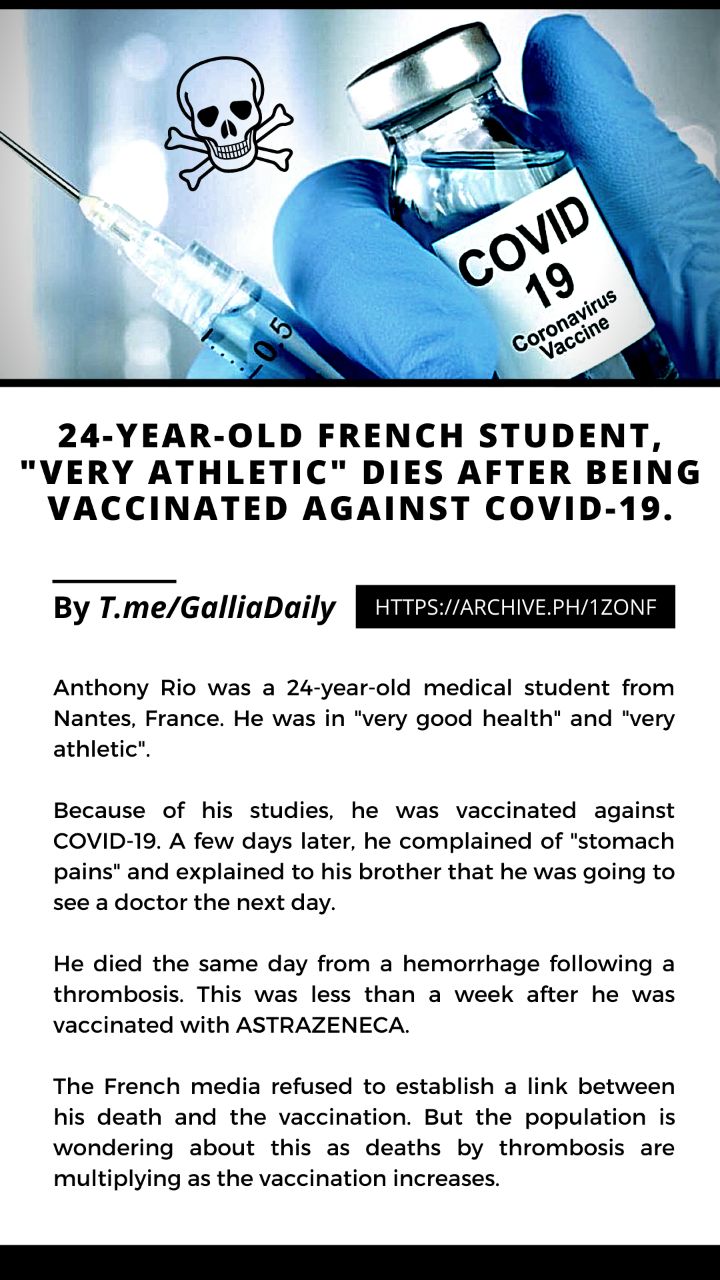 0,5
COVID
19
Coronavirus
Vaccine
24-YEAR-OLD FRENCH STUDENT,
"VERY ATHLETIC" DIES AFTER BEING
VACCINATED AGAINST COVID-19.
By T.me/GalliaDaily
HTTPS://ARCHIVE.PH/1ZONF
Anthony Rio was a 24-year-old medical student from
Nantes, France. He was in "very good health" and "very
athletic".
Because of his studies, he was vaccinated against
COVID-19. A few days later, he complained of "stomach
pains" and explained to his brother that he was going to
see a doctor the next day.
He died the same day from a hemorrhage following a
thrombosis. This was less than a week after he was
vaccinated with ASTRAZENECA.
The French media refused to establish a link between
his death and the vaccination. But the population is
wondering about this as deaths by thrombosis are
multiplying as the vaccination increases.